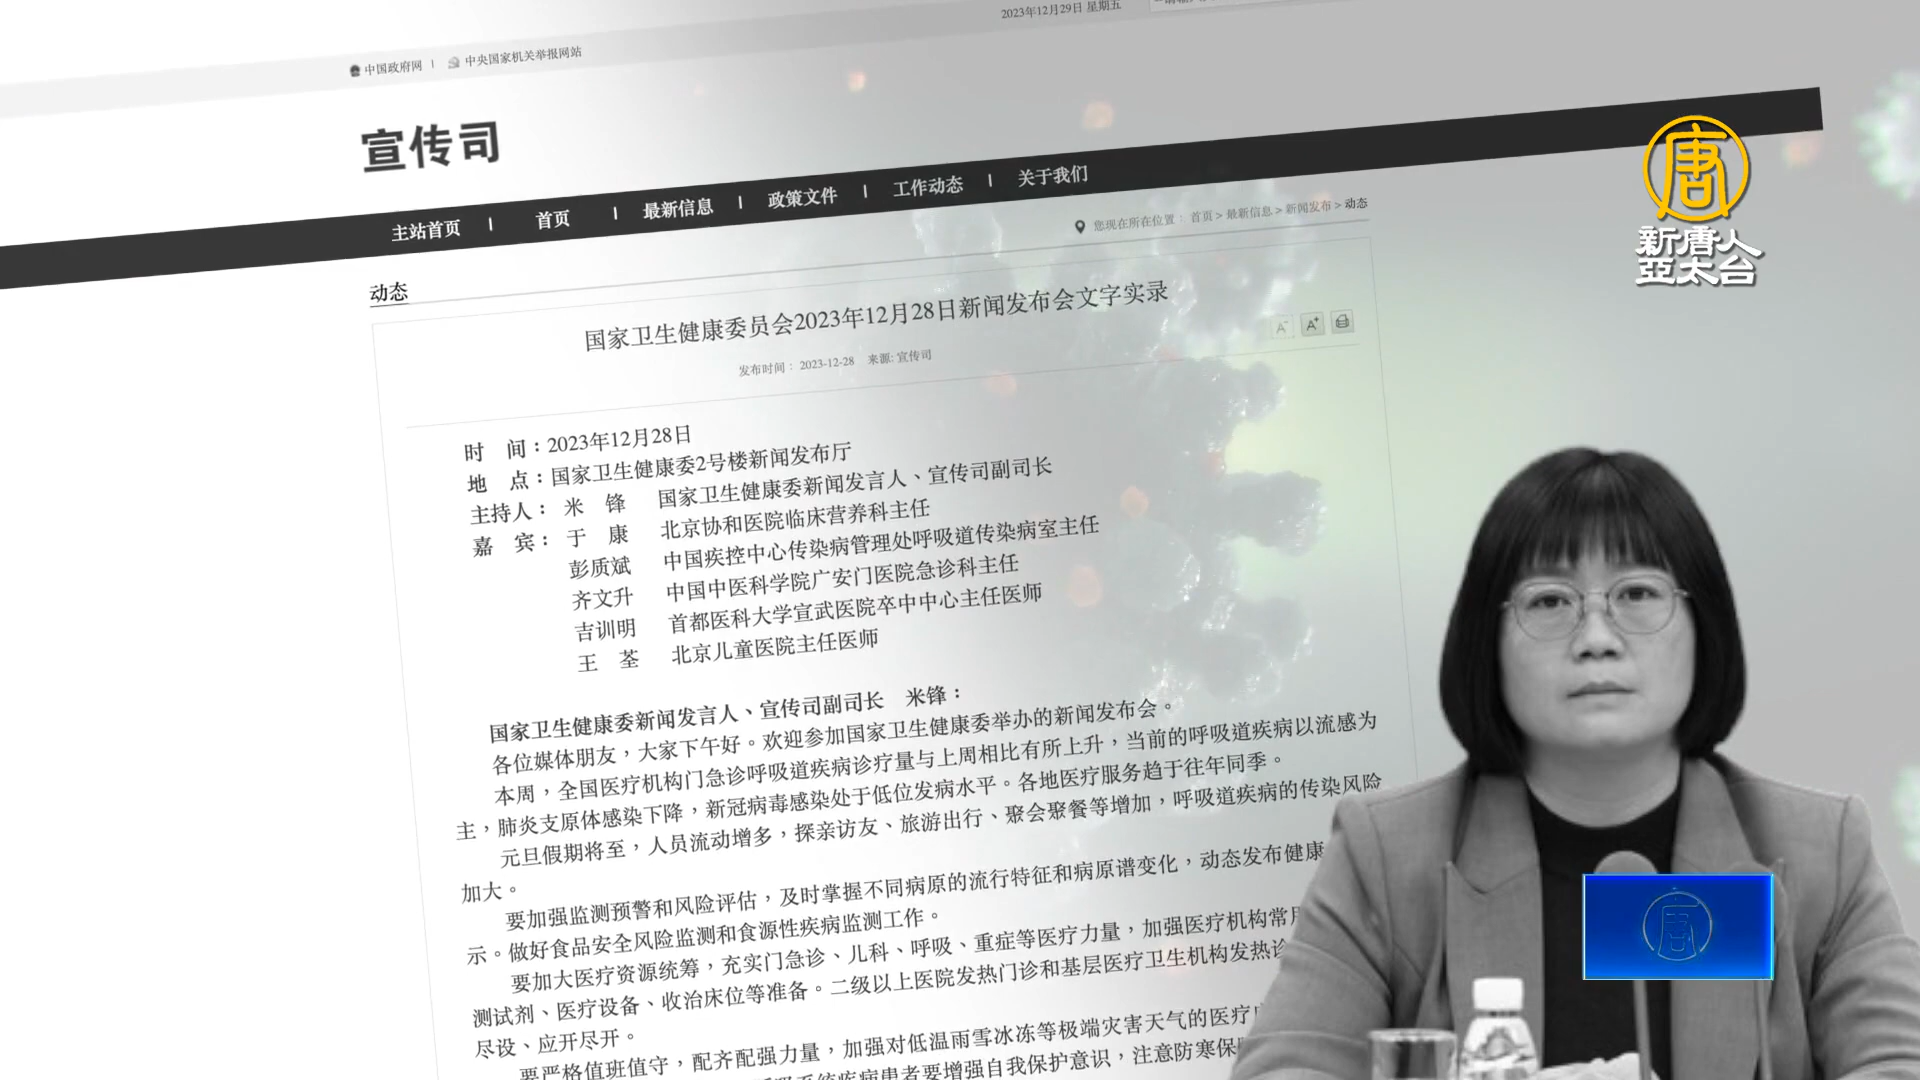 2023年12月29日 星期五
中国政府网 | 中央国家机关举报网站
宣传司
主站首页 | 首页 | 最新信息 | 政策文件 | 工作动态 | 关于我们
您现在所在位置： 首页 > 最新信息 > 新闻发布 > 动态
动态
国家卫生健康委员会2023年12月28日新闻发布会文字实录
发布时间： 2023-12-28 来源: 宣传司
A- A+
时 间：2023年12月28日
地 点：国家卫生健康委2号楼新闻发布厅
主持人： 米 锋 国家卫生健康委新闻发言人、宣传司副司长
嘉 宾： 于 康 北京协和医院临床营养科主任
彭质斌 中国疾控中心传染病管理处呼吸道传染病室主任
齐文升 中国中医科学院广安门医院急诊科主任
吉训明 首都医科大学宣武医院卒中中心主任医师
王 荃 北京儿童医院主任医师
国家卫生健康委新闻发言人、宣传司副司长 米锋：
各位媒体朋友，大家下午好。欢迎参加国家卫生健康委举办的新闻发布会。
本周，全国医疗机构门急诊呼吸道疾病诊疗量与上周相比有所上升，当前的呼吸道疾病以流感为
主，肺炎支原体感染下降，新冠病毒感染处于低位发病水平。各地医疗服务趋于往年同季。
元旦假期将至，人员流动增多，探亲访友、旅游出行、聚会聚餐等增加，呼吸道疾病的传染风险
加大。
要加强监测预警和风险评估，及时掌握不同病原的流行特征和病原谱变化，动态发布健康
示。做好食品安全风险监测和食源性疾病监测工作。
要加大医疗资源统筹，充实门急诊、儿科、呼吸、重症等医疗力量，加强医疗机构常用
测试剂、医疗设备、收治床位等准备。二级以上医院发热门诊和基层医疗卫生机构发热诊
尽设、应开尽开。
要严格值班值守，配齐配强力量，加强对低温雨雪冰冻等极端灾害天气的医疗
系统疾病患者要增强自我保护意识，注意防寒保
唐
新唐人
亞太台
唐